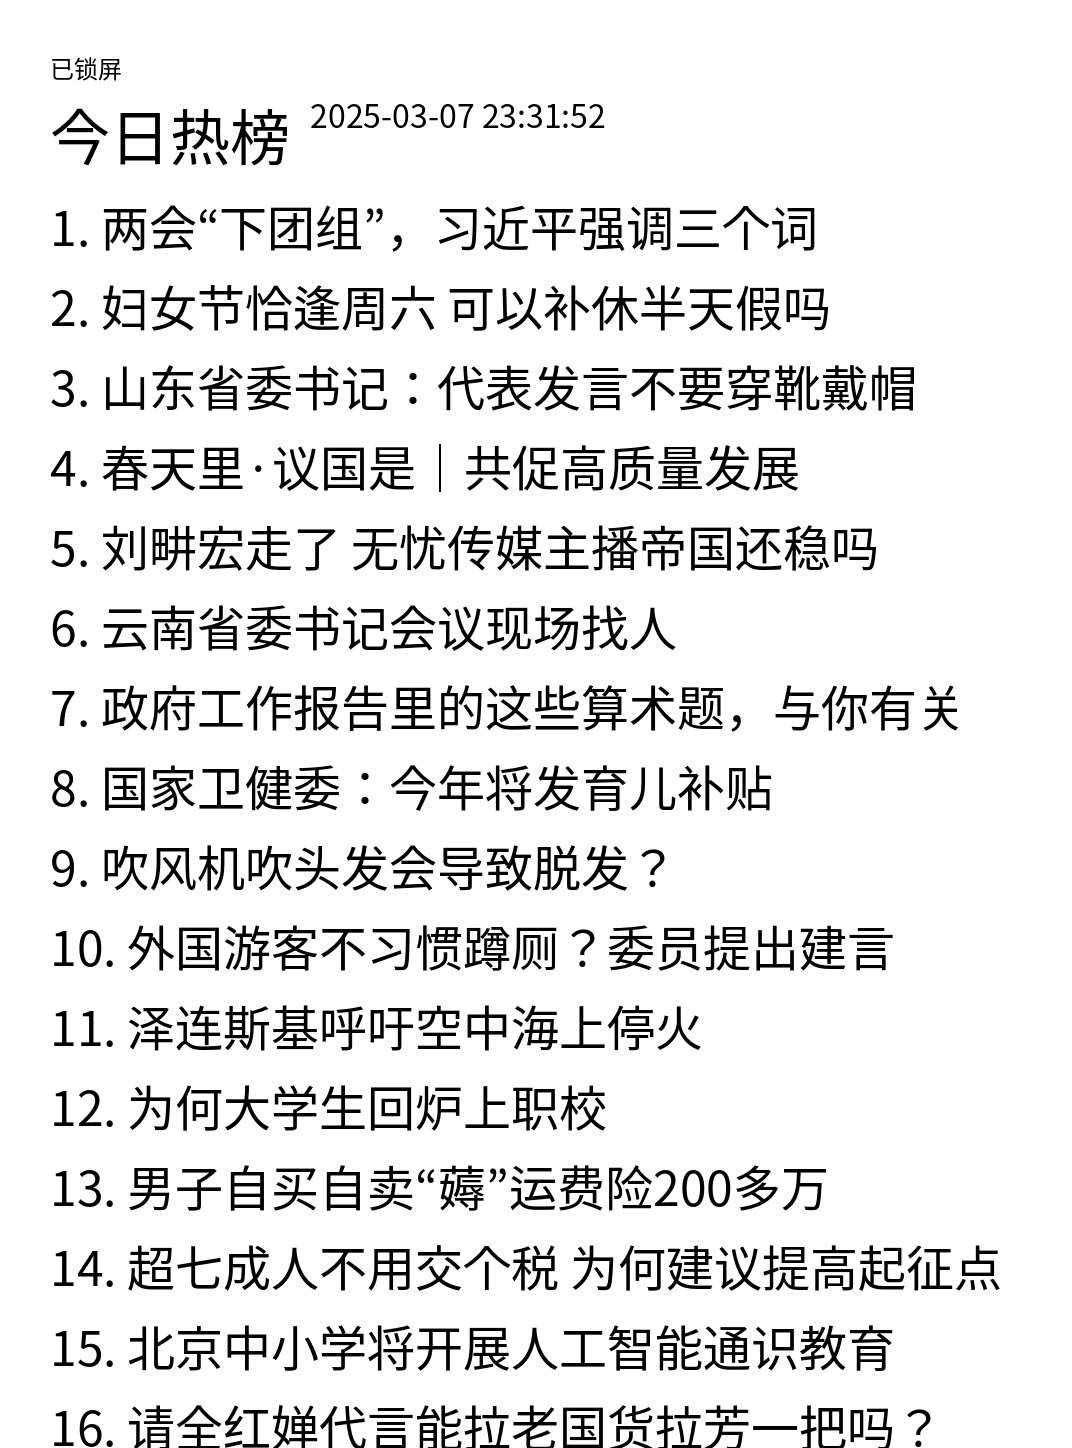 已锁屏
今日热榜 2025-03-07 23:31:52
1. 两会“下团组”，习近平强调三个词
2. 妇女节恰逢周六 可以补休半天假吗
3. 山东省委书记：代表发言不要穿靴戴帽
4. 春天里·议国是｜共促高质量发展
5. 刘畊宏走了 无忧传媒主播帝国还稳吗
6. 云南省委书记会议现场找人
7. 政府工作报告里的这些算术题，与你有关
8. 国家卫健委：今年将发育儿补贴
9. 吹风机吹头发会导致脱发？
10. 外国游客不习惯蹲厕？委员提出建言
11. 泽连斯基呼吁空中海上停火
12. 为何大学生回炉上职校
13. 男子自买自卖“薅”运费险200多万
14. 超七成人不用交个税 为何建议提高起征点
15. 北京中小学将开展人工智能通识教育
16. 请全红婵代言能拉老国货拉芳一把吗？